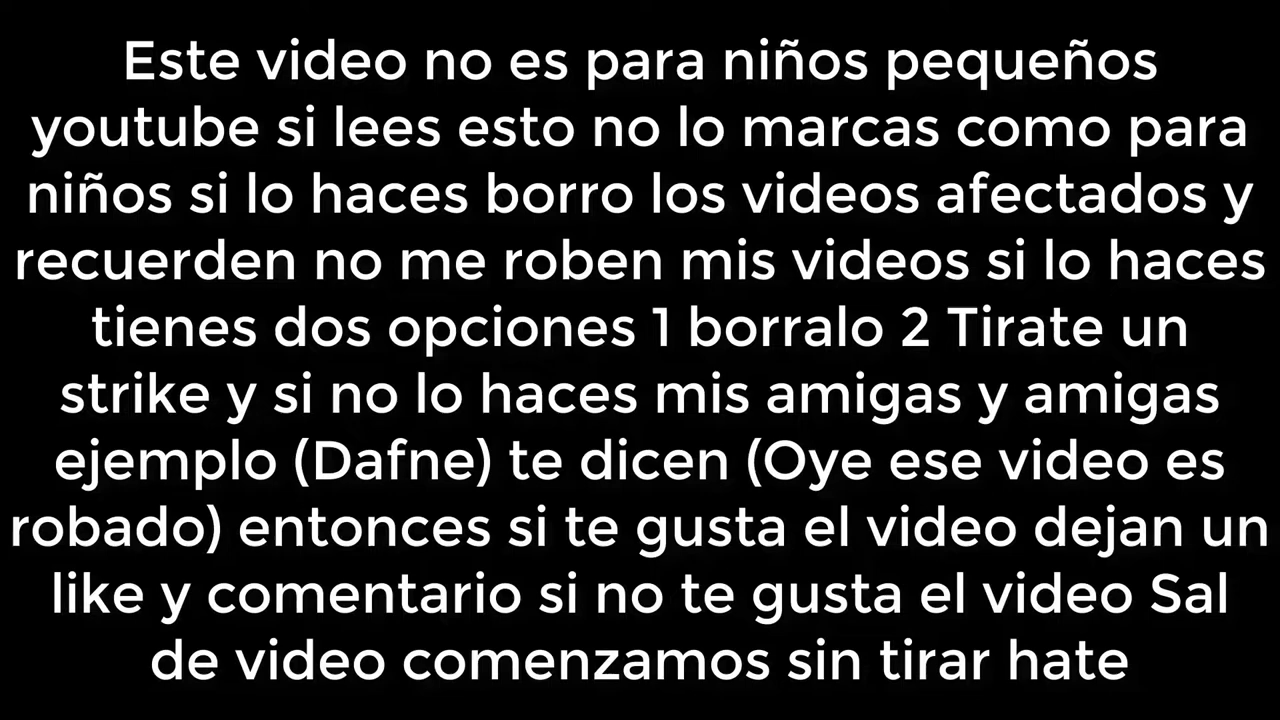 Este video no es para niños pequeños
youtube si lees esto no lo marcas como para
niños si lo haces borro los videos afectados y
recuerden no me roben mis videos si lo haces
tienes dos opciones 1 borralo 2 Tirate un
strike y si no lo haces mis amigas y amigas
ejemplo (Dafne) te dicen (Oye ese video es
robado) entonces si te gusta el video dejan un
like y comentario si no te gusta el video Sal
de video comenzamos sin tirar hate